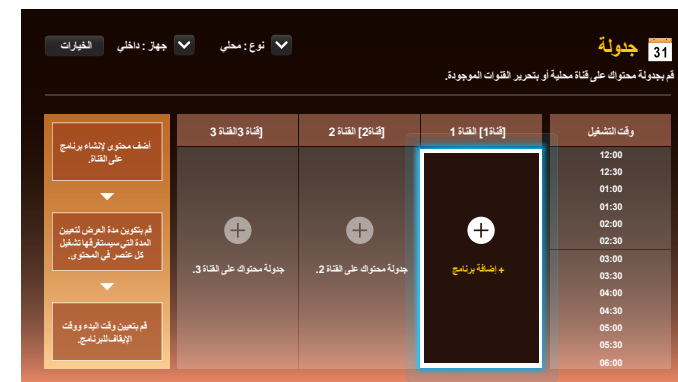 31 جدولة
قم بجدولة محتواك على قناة محلية أو بتحرير القنوات الموجودة.
نوع: محلي
جهاز: داخلي
الخيارات
وقت التشغيل
[قناة1] القناة 1
[قناة2] القناة 2
[قناة 3القناة 3
12:00
12:30
01:00
01:30
02:00
02:30
03:00
03:30
04:00
04:30
05:00
05:30
06:00
+ إضافة برنامج
جدولة محتواك على القناة 2.
جدولة محتواك على القناة 3.
أضف محتوى لإنشاء برنامج
على القناة.
قم بتكوين مدة العرض لتعيين
المدة التي سيستغرقها تشغيل
كل عنصر في المحتوى.
قم بتعيين وقت البدء ووقت
الإيقاف للبرنامج.